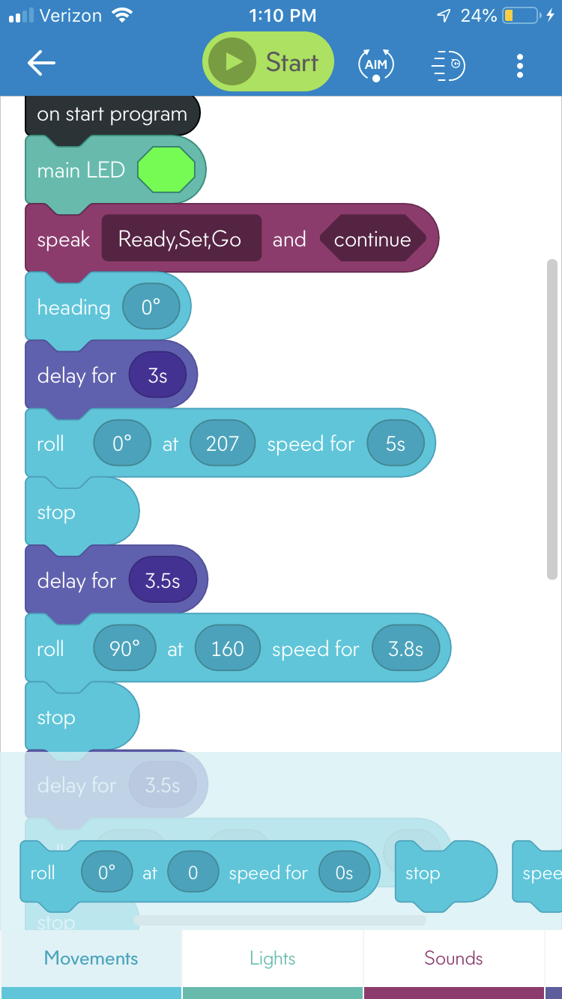 Verizon 1:10 PM 24%
Start AIM
on start program
main LED
speak Ready,Set,Go and continue
heading 0°
delay for 3s
roll 0° at 207 speed for 5s
stop
delay for 3.5s
roll 90° at 160 speed for 3.8s
stop
delay for 3.5s
roll 0° at 0 speed for 0s stop spee
stop
Movements Lights Sounds